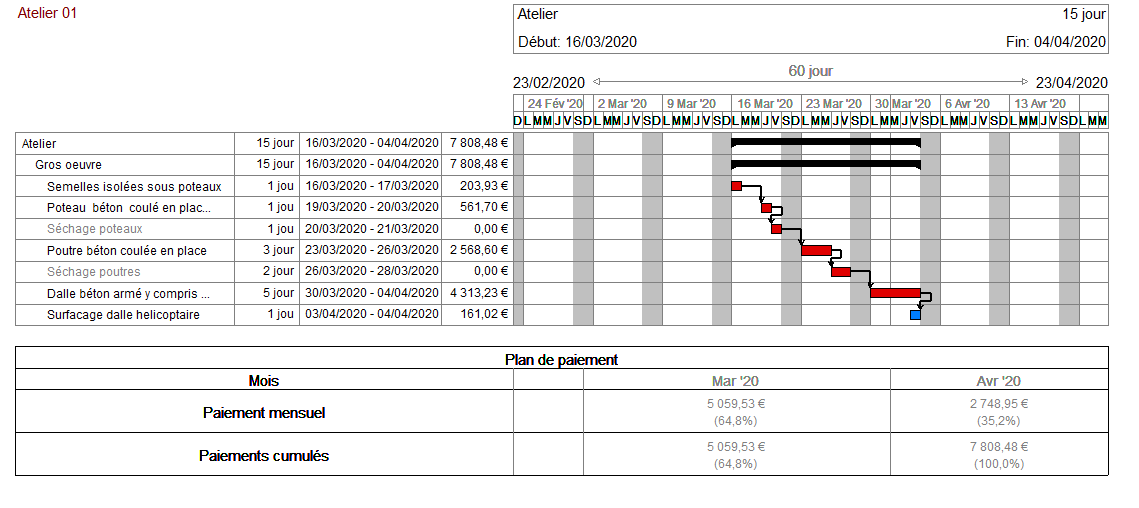 Atelier 01
Atelier 15 jour
Début: 16/03/2020 Fin: 04/04/2020
60 jour
23/02/2020 23/04/2020
24 Fév '20 2 Mar '20 9 Mar '20 16 Mar '20 23 Mar '20 30 Mar '20 6 Avr '20 13 Avr '20
D L M M J V S D L M M J V S D L M M J V S D L M M J V S D L M M J V S D L M M J V S D L M M J V S D L M M J V S D L M M
Atelier 15 jour 16/03/2020 - 04/04/2020 7 808,48 €
Gros oeuvre 15 jour 16/03/2020 - 04/04/2020 7 808,48 €
Semelles isolées sous poteaux 1 jou 16/03/2020 - 17/03/2020 203,93 €
Poteau béton coulé en plac... 1 jou 19/03/2020 - 20/03/2020 561,70 €
Séchage poteaux 1 jou 20/03/2020 - 21/03/2020 0,00 €
Poutre béton coulée en place 3 jour 23/03/2020 - 26/03/2020 2 568,60 €
Séchage poutres 2 jour 26/03/2020 - 28/03/2020 0,00 €
Dalle béton armé y compris ... 5 jour 30/03/2020 - 04/04/2020 4 313,23 €
Surfacage dalle helicoptaire 1 jou 03/04/2020 - 04/04/2020 161,02 €
Plan de paiement
Mois Mar '20 Avr '20
Paiement mensuel 5 059,53 € 2 748,95 €
(64,8%) (35,2%)
Paiements cumulés 5 059,53 € 7 808,48 €
(64,8%) (100,0%)